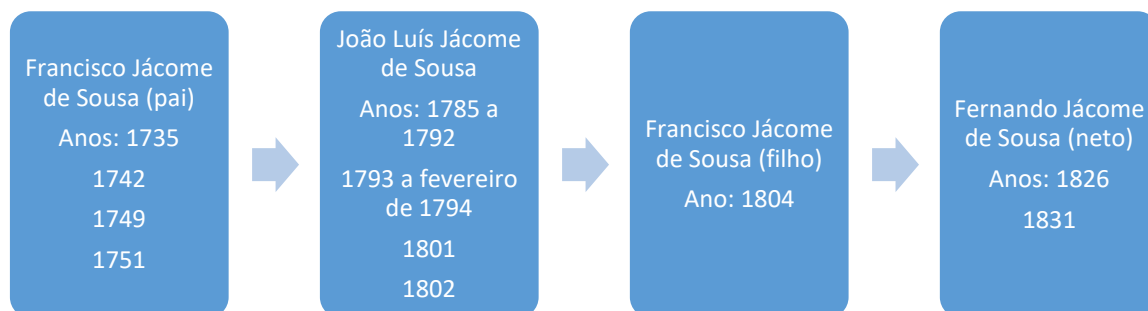 Francisco Jácome
de Sousa (pai)
Anos: 1735
1742
1749
1751
João Luís Jácome
de Sousa
Anos: 1785 a
1792
1793 a fevereiro
de 1794
1801
1802
Francisco Jácome
de Sousa (filho)
Ano: 1804
Fernando Jácome
de Sousa (neto)
Anos: 1826
1831